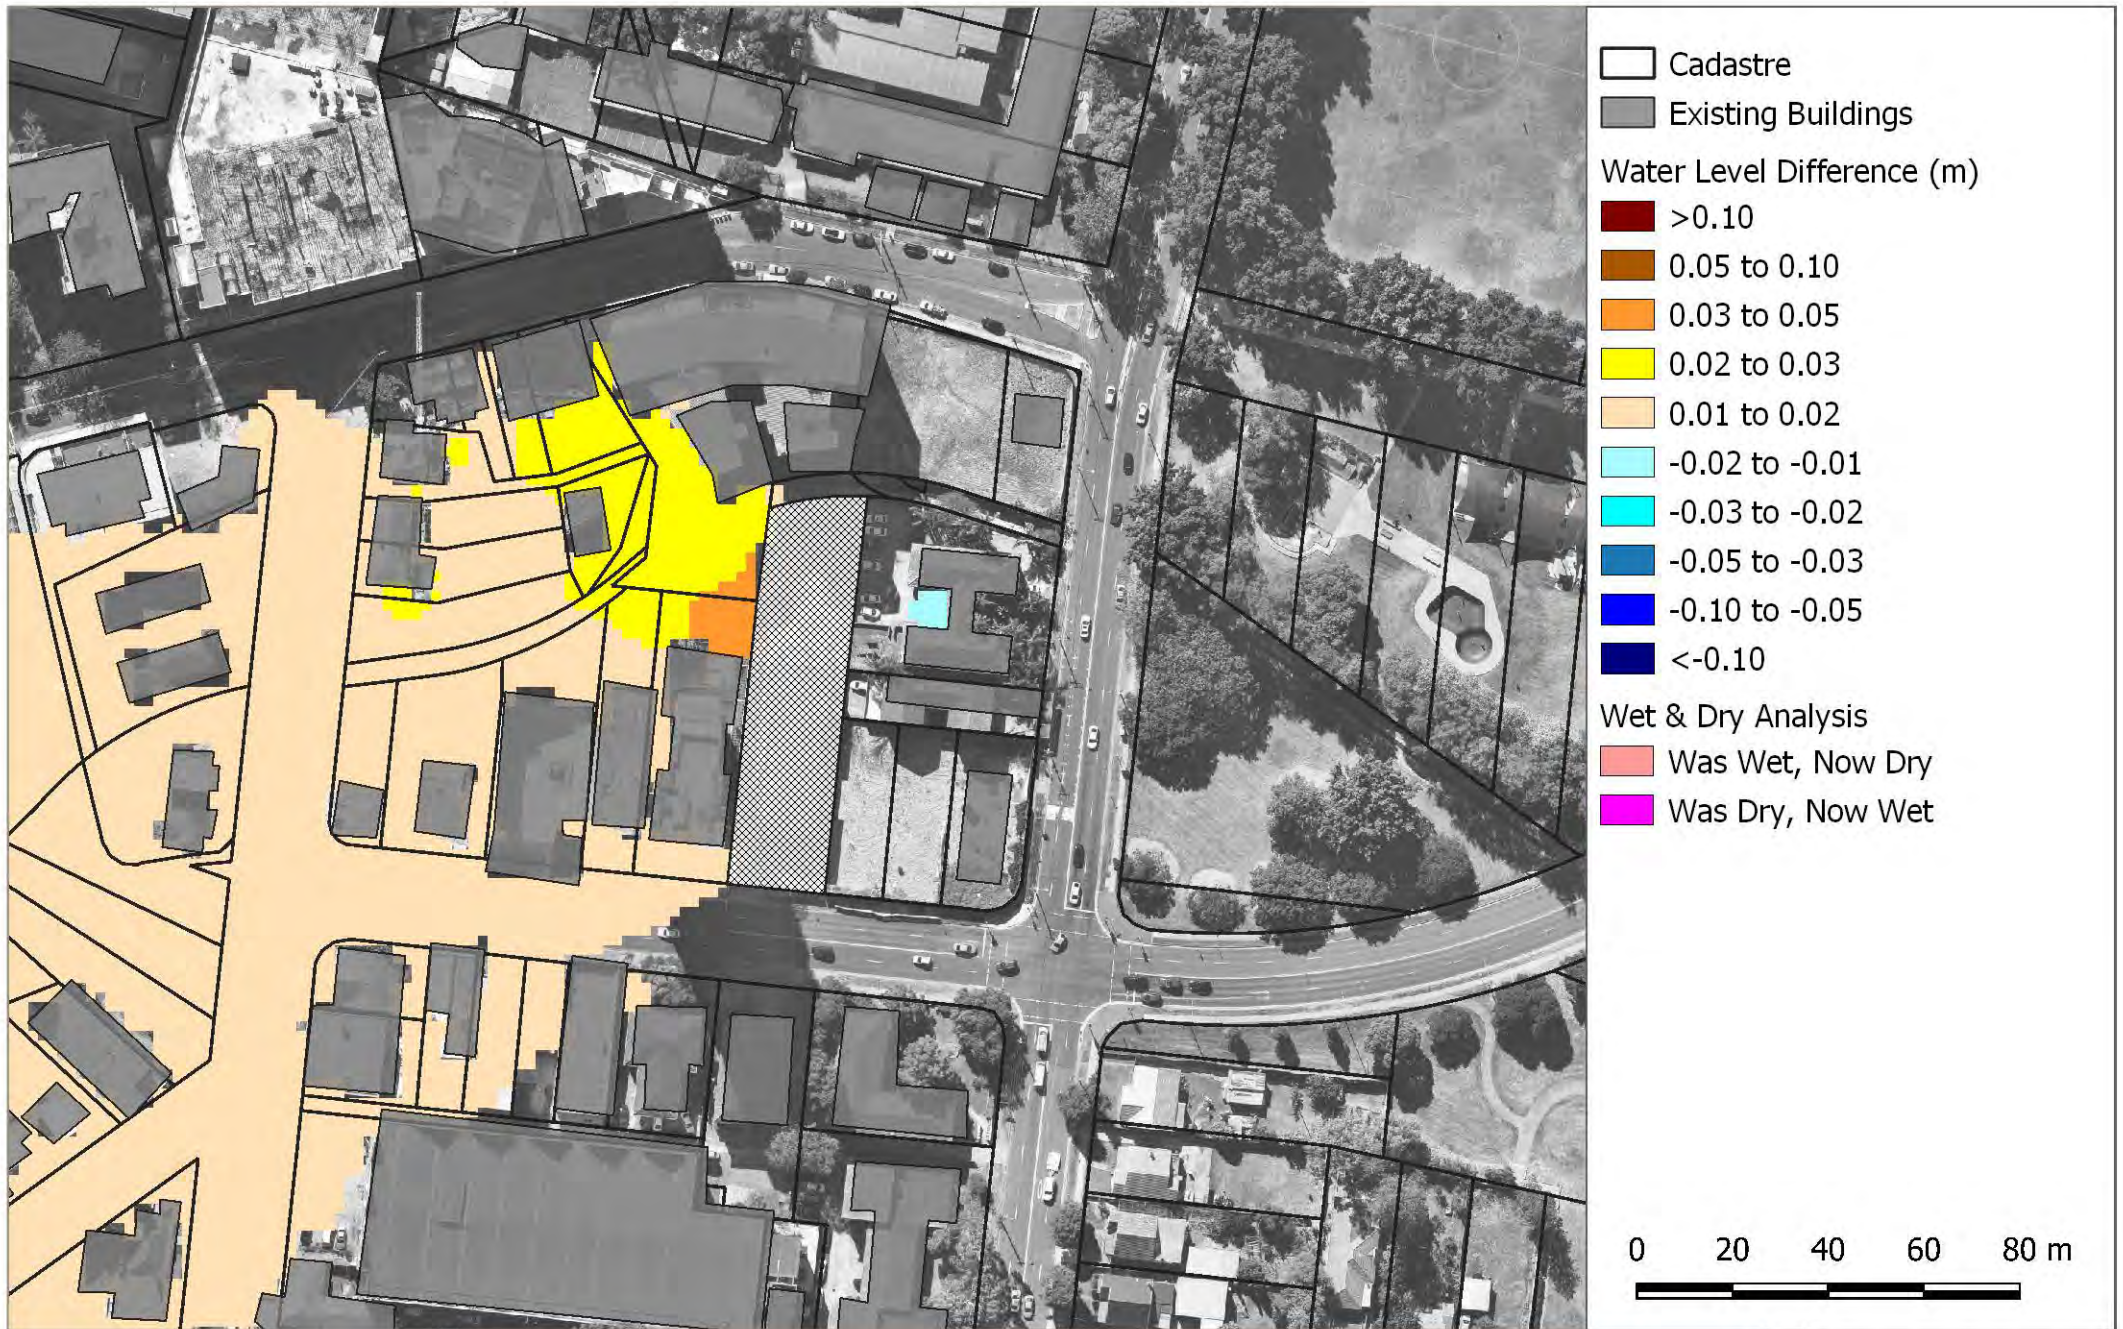 Cadastre
Existing Buildings
Water Level Difference (m)
>0.10
0.05 to 0.10
0.03 to 0.05
0.02 to 0.03
0.01 to 0.02
-0.02 to -0.01
-0.03 to -0.02
-0.05 to -0.03
-0.10 to -0.05
<-0.10
Wet & Dry Analysis
Was Wet, Now Dry
Was Dry, Now Wet
0 20 40 60 80 m